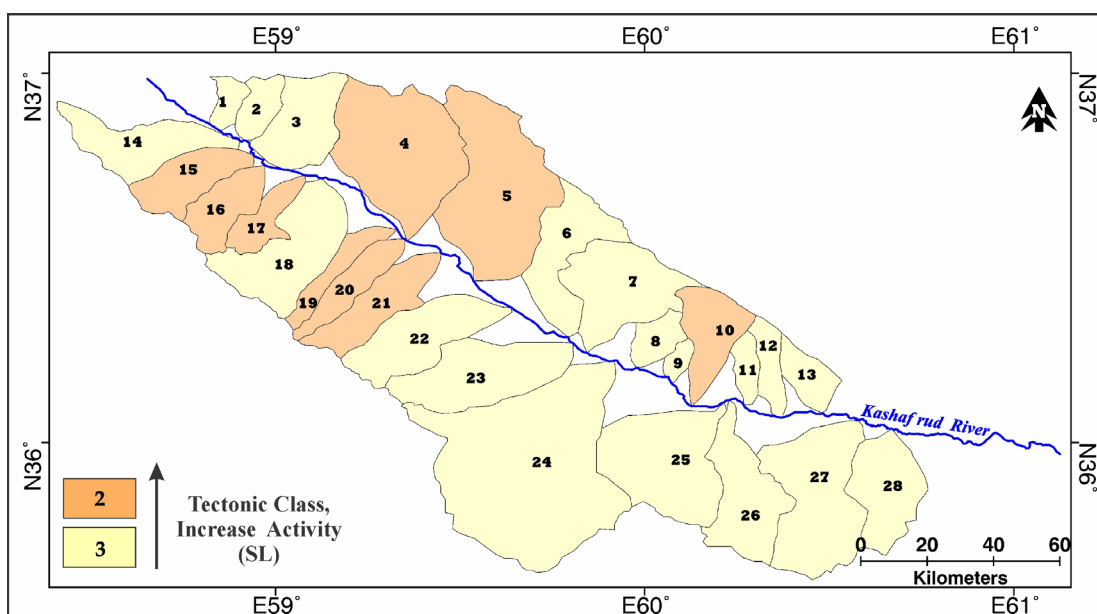 E59° E60° E61°
N37° N37°
N
1 2 3 4 5
14 15 16 17 18
6 7
19 20 21
22 23
8 9 10 11 12 13
Kashaf rud River
N36° N36°
24 25 26 27 28
2
3
Tectonic Class,
Increase Activity
(SL)
0 20 40 60
Kilometers
E59° E60° E61°